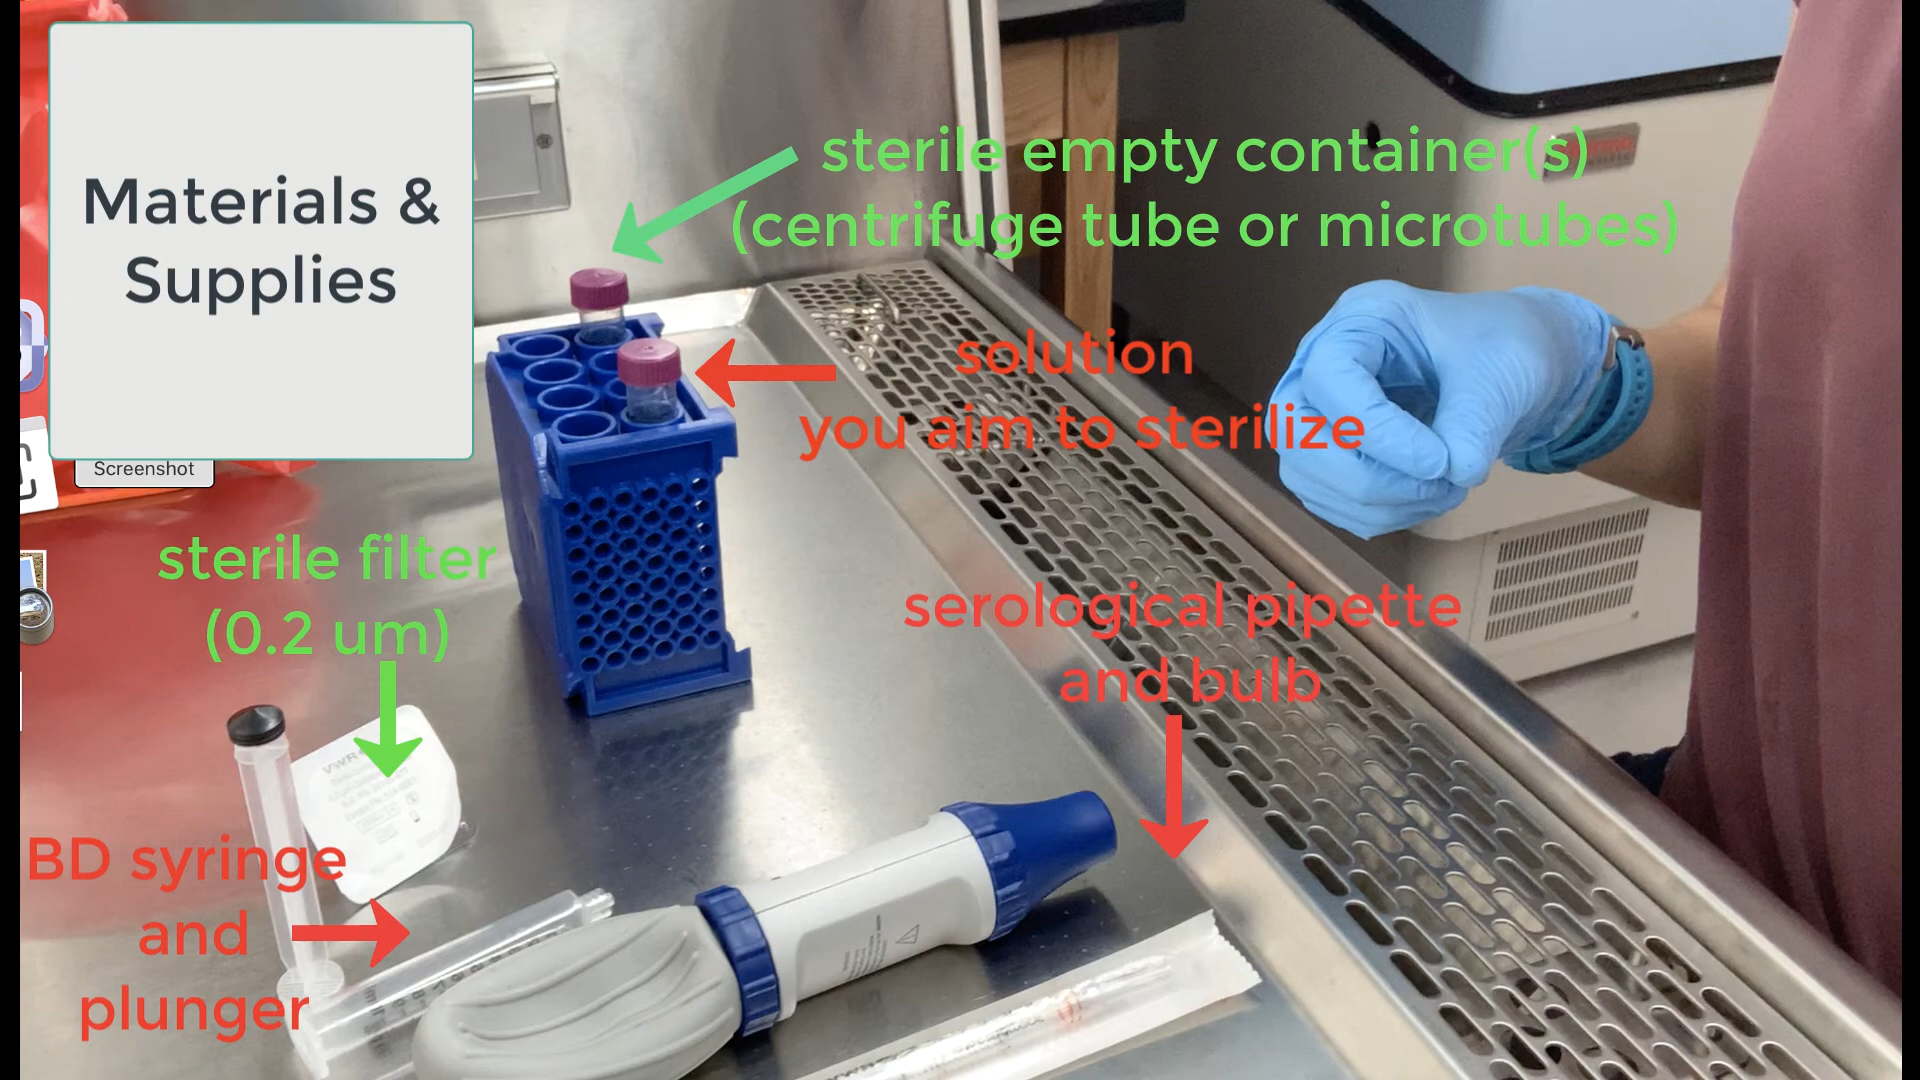 Materials &
Supplies
Screenshot
sterile empty container(s)
(centrifuge tube or microtubes)
solution
you aim to sterilize
sterile filter
(0.2 um)
serological pipette
and bulb
BD syringe
and
plunger
VWR